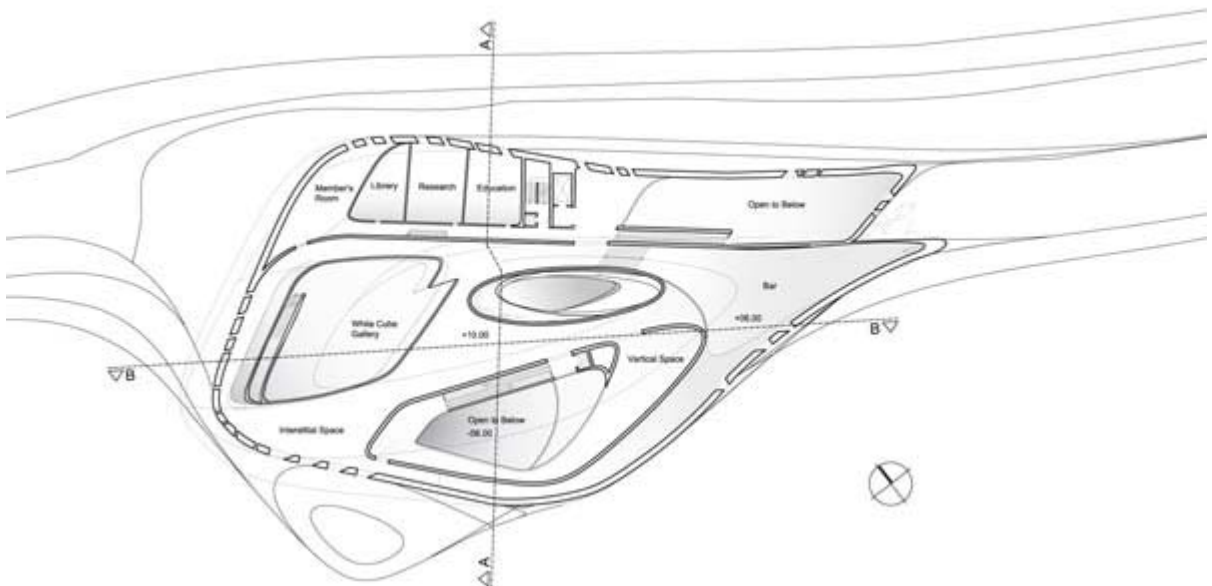 A
Member's
Room
Library
Research
Education
Open to Below
Bar
+06.00
White Cube
Gallery
+10.00
B
Vertical Space
B
Open to Below
-06.00
Interstitial Space
A